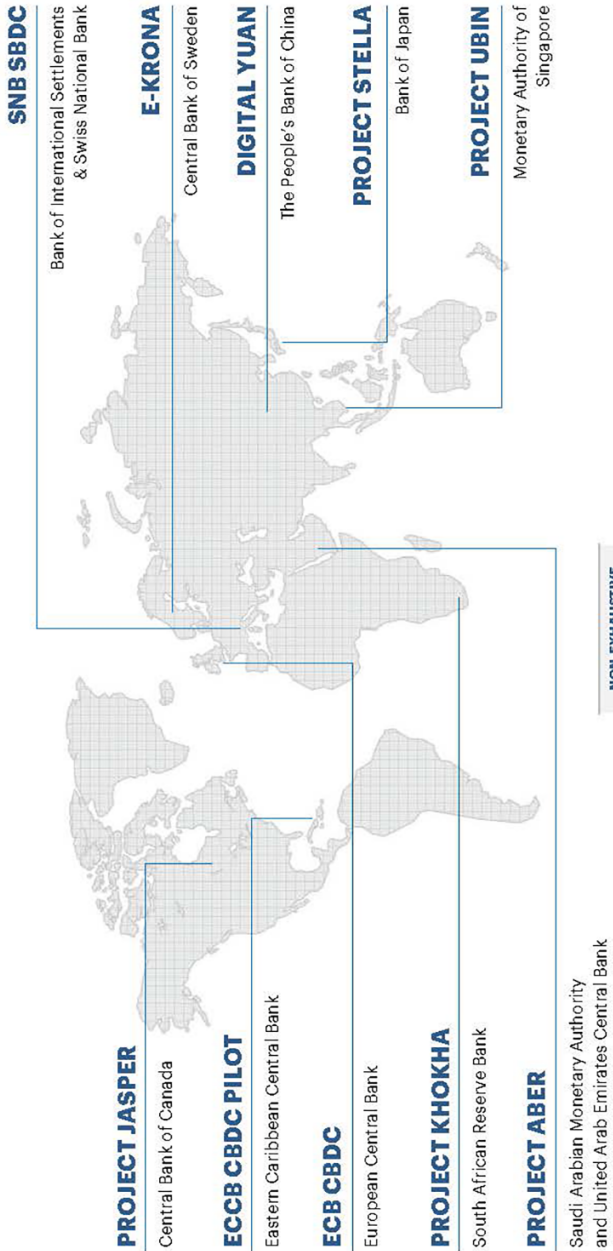 PROJECT JASPER
Central Bank of Canada
ECCB CBDC PILOT
Eastern Caribbean Central Bank
ECB CBDC
European Central Bank
PROJECT KHOKHA
South African Reserve Bank
PROJECT ABER
Saudi Arabian Monetary Authority
and United Arab Emirates Central Bank
SNB SBDC
Bank of International Settlements
& Swiss National Bank
E-KRONA
Central Bank of Sweden
DIGITAL YUAN
The People's Bank of China
PROJECT STELLA
Bank of Japan
PROJECT UBIN
Monetary Authority of
Singapore
NON EXHAUSTIVE